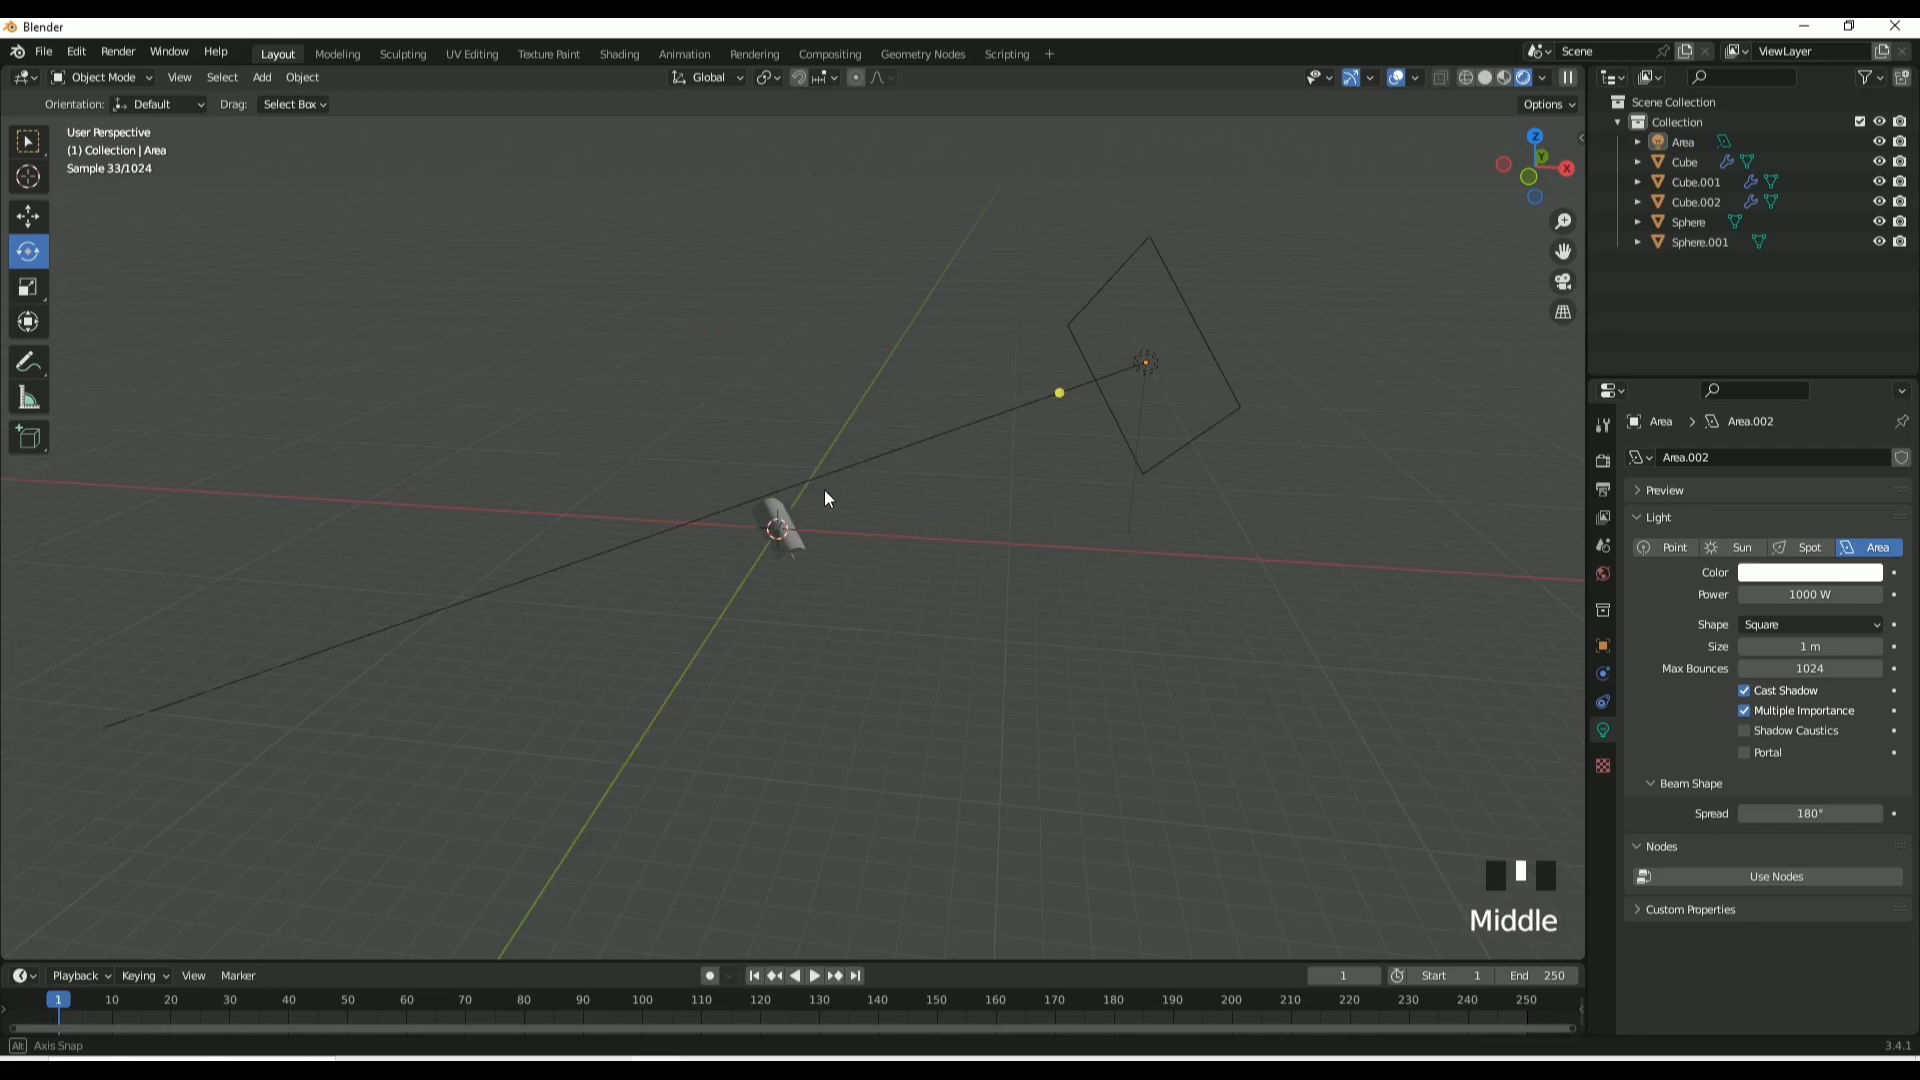 Blender
File Edit Render Window Help
Layout Modeling Sculpting UV Editing Texture Paint Shading Animation Rendering Compositing Geometry Nodes Scripting +
Scene ViewLayer
Object Mode View Select Add Object
Global
Orientation: Default Drag: Select Box
Options
User Perspective
(1) Collection | Area
Sample 33/1024
Z
Y
X
Scene Collection
Collection
Area
Cube
Cube.001
Cube.002
Sphere
Sphere.001
Area > Area.002
Area.002
Preview
Light
Point Sun Spot Area
Color
Power 1000 W
Shape Square
Size 1 m
Max Bounces 1024
Cast Shadow
Multiple Importance
Shadow Caustics
Portal
Beam Shape
Spread 180°
Nodes
Use Nodes
Custom Properties
Middle
Playback Keying View Marker
1 Start 1 End 250
1 10 20 30 40 50 60 70 80 90 100 110 120 130 140 150 160 170 180 190 200 210 220 230 240 250
Alt Axis Snap
3.4.1